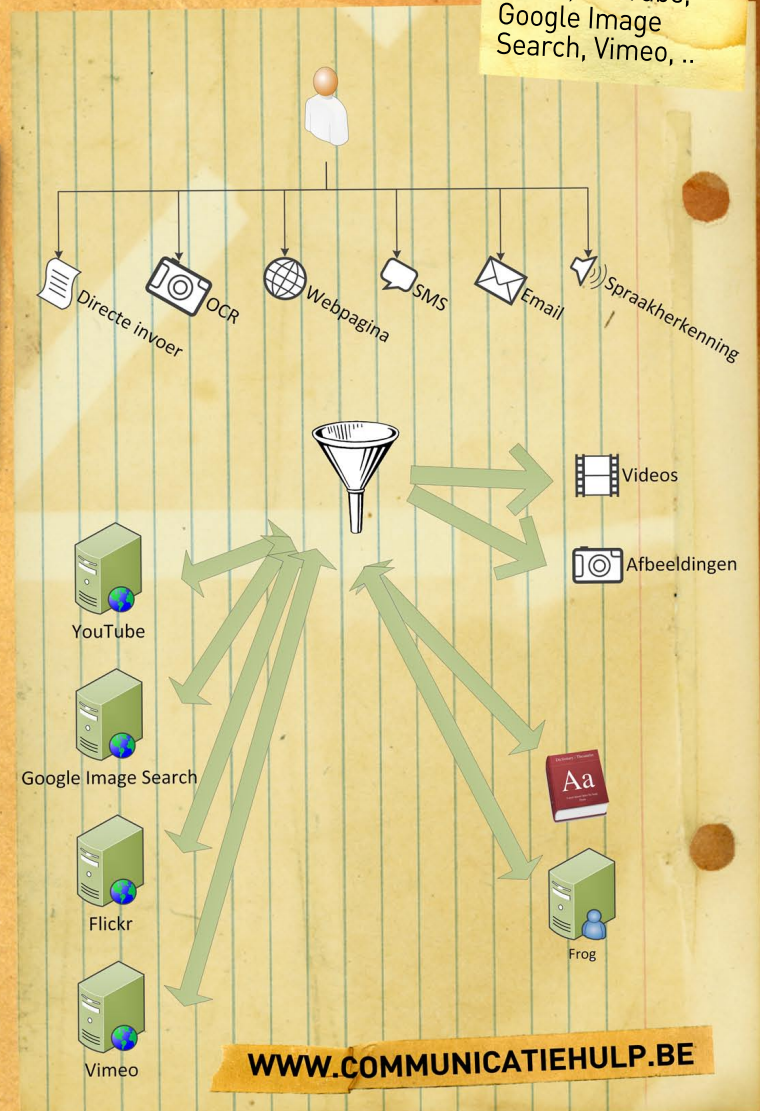 Google Image
Search, Vimeo, ..
Directe invoer
OCR
Webpagina
SMS
Email
Spraakherkenning
Videos
Afbeeldingen
YouTube
Google Image Search
Flickr
Vimeo
Aa
Frog
WWW.COMMUNICATIEHULP.BE